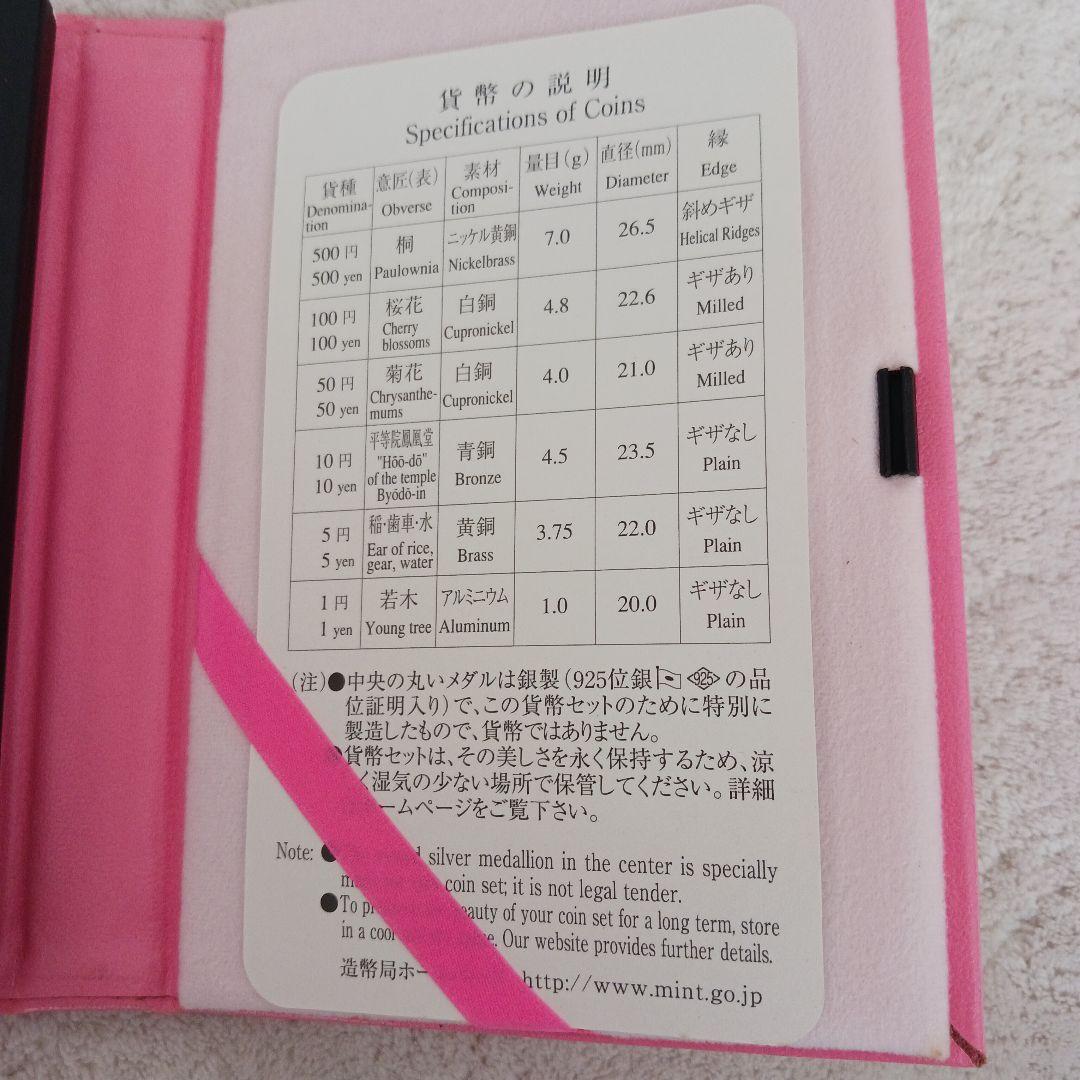 貨幣の説明
Specifications of Coins
貨種 意匠(表) 素材 量目(g) 直径(mm) 縁
Denomina-tion Obverse Composi-tion Weight Diameter Edge
500円 桐 ニッケル黄銅 7.0 26.5 斜めギザ
500 yen Paulownia Nickelbrass Helical Ridges
100円 桜花 白銅 4.8 22.6 ギザあり
100 yen Cherry blossoms Cupronickel Milled
50円 菊花 白銅 4.0 21.0 ギザあり
50 yen Chrysanthe-mums Cupronickel Milled
10円 平等院鳳凰堂 青銅 4.5 23.5 ギザなし
10 yen "Hōō-dō" of the temple Byōdō-in Bronze Plain
5円 稲・歯車・水 黄銅 3.75 22.0 ギザなし
5 yen Ear of rice, gear, water Brass Plain
1円 若木 アルミニウム 1.0 20.0 ギザなし
1 yen Young tree Aluminum Plain
(注)●中央の丸いメダルは銀製(925位銀 925 の品
位証明入り)で、この貨幣セットのために特別に
製造したもので、貨幣ではありません。
●貨幣セットは、その美しさを永く保持するため、涼
く湿気の少ない場所で保管してください。詳細
ームページをご覧下さい。
Note: ● silver medallion in the center is specially
coin set; it is not legal tender.
●To beauty of your coin set for a long term, store
in a cool Our website provides further details.
造幣局ホー http://www.mint.go.jp